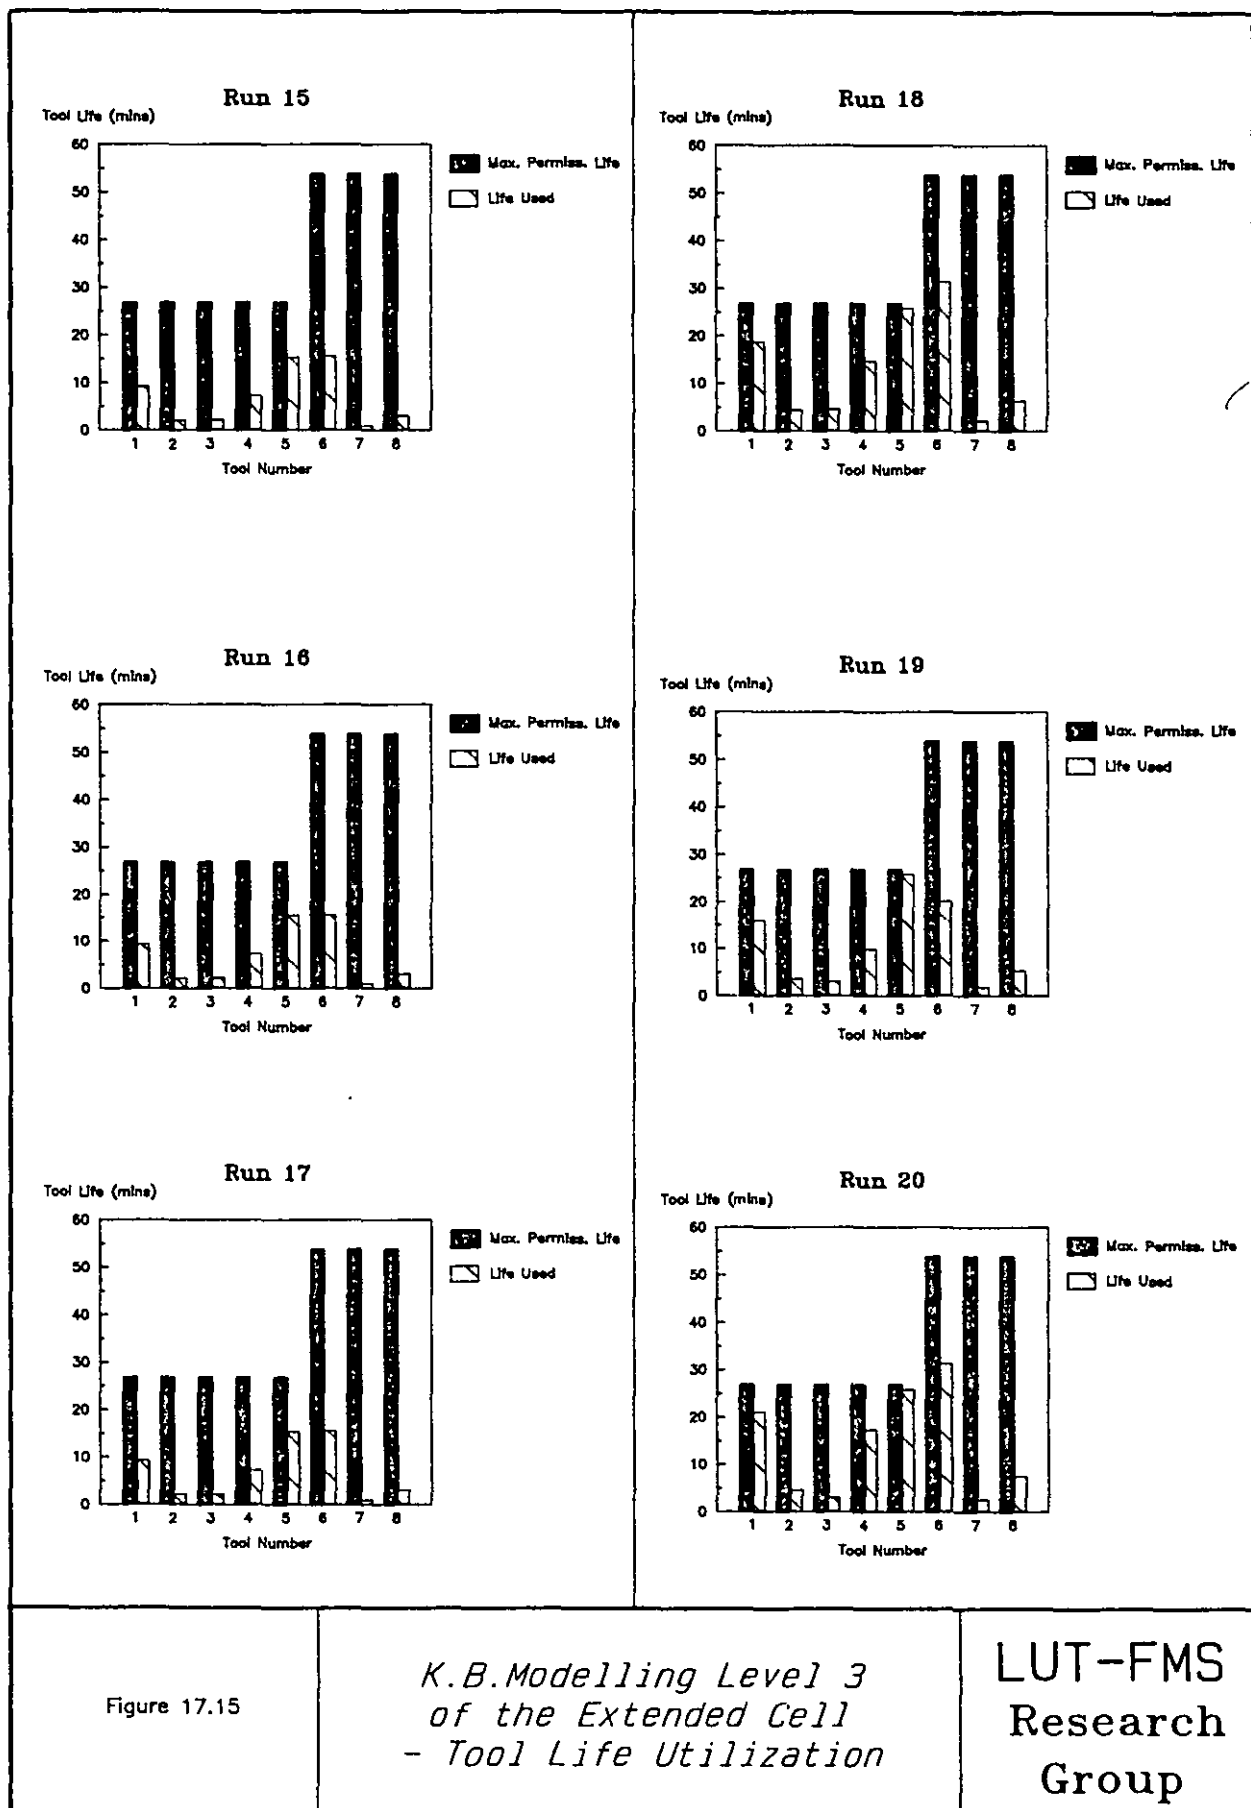 Run 15
Tool Life (mins)
60
50
40
30
20
10
0
1 2 3 4 5 6 7 8
Tool Number
Max. Permiss. Life
Life Used
Run 18
Tool Life (mins)
60
50
40
30
20
10
0
1 2 3 4 5 6 7 8
Tool Number
Max. Permiss. Life
Life Used
Run 16
Tool Life (mins)
60
50
40
30
20
10
0
1 2 3 4 5 6 7 8
Tool Number
Max. Permiss. Life
Life Used
Run 19
Tool Life (mins)
60
50
40
30
20
10
0
1 2 3 4 5 6 7 8
Tool Number
Max. Permiss. Life
Life Used
Run 17
Tool Life (mins)
60
50
40
30
20
10
0
1 2 3 4 5 6 7 8
Tool Number
Max. Permiss. Life
Life Used
Run 20
Tool Life (mins)
60
50
40
30
20
10
0
1 2 3 4 5 6 7 8
Tool Number
Max. Permiss. Life
Life Used
Figure 17.15
K.B.Modelling Level 3
of the Extended Cell
- Tool Life Utilization
LUT-FMS
Research
Group